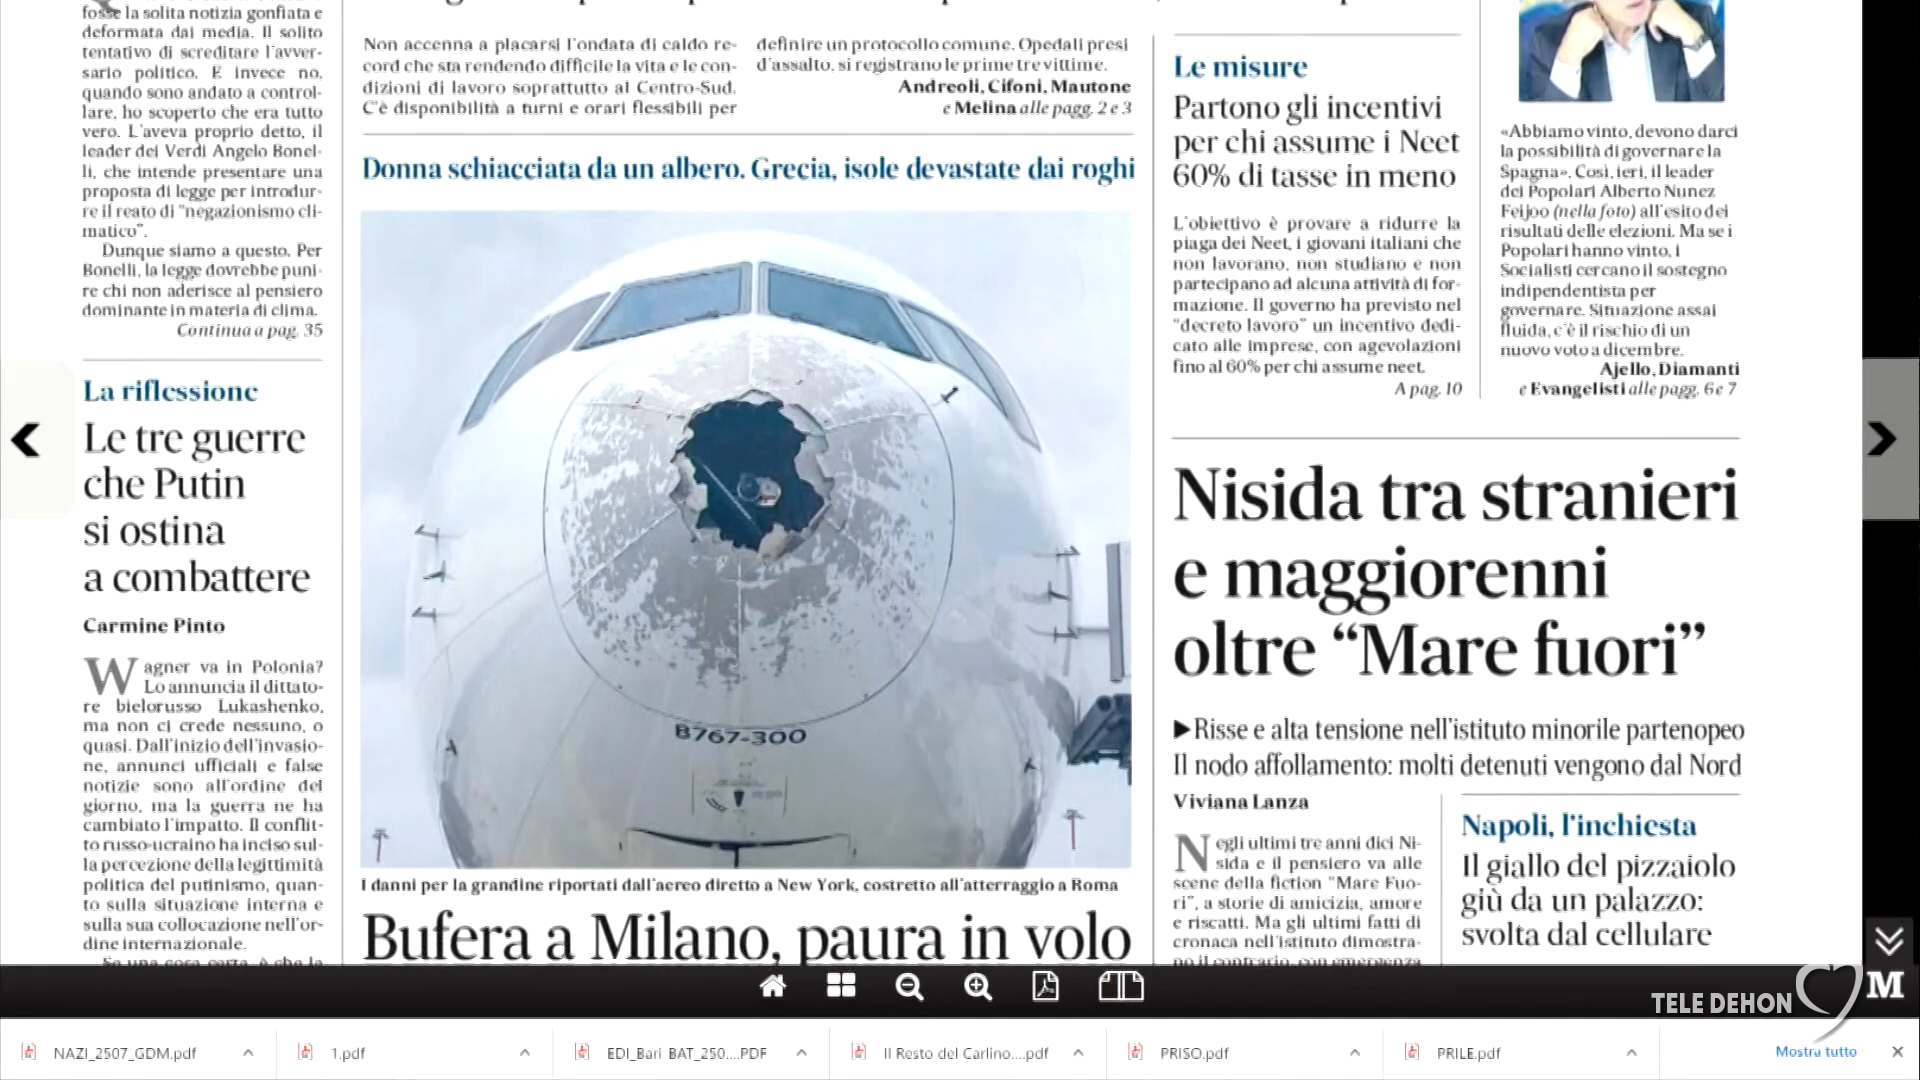 fosse la solita notizia gonfiata e
deformata dai media. Il solito
tentativo di screditare l'avver-
sario politico. E invece no,
quando sono andato a control-
lare, ho scoperto che era tutto
vero. L'aveva proprio detto, il
leader dei Verdi Angelo Bonel-
li, che intende presentare una
proposta di legge per introdur-
re il reato di "negazionismo cli-
matico".
Dunque siamo a questo. Per
Bonelli, la legge dovrebbe puni-
re chi non aderisce al pensiero
dominante in materia di clima.
Continua a pag. 35
La riflessione
Le tre guerre
che Putin
si ostina
a combattere
Carmine Pinto
Wagner va in Polonia?
Lo annuncia il dittato-
re bielorusso Lukashenko,
ma non ci crede nessuno, o
quasi. Dall'inizio dell'invasio-
ne, annunci ufficiali e false
notizie sono all'ordine del
giorno, ma la guerra ne ha
cambiato l'impatto. Il conflit-
to russo-ucraino ha inciso sul-
la percezione della legittimità
politica del putinismo, quan-
to sulla situazione interna e
sulla sua collocazione nell'or-
dine internazionale.
Se una cosa certa, è che la
Non accenna a placarsi l'ondata di caldo re-
cord che sta rendendo difficile la vita e le con-
dizioni di lavoro soprattutto al Centro-Sud.
C'è disponibilità a turni e orari flessibili per
definire un protocollo comune. Opedali presi
d'assalto, si registrano le prime tre vittime.
Andreoli, Cifoni, Mautone
e Melina alle pagg. 2 e 3
Donna schiacciata da un albero. Grecia, isole devastate dai roghi
B767-300
I danni per la grandine riportati dall'aereo diretto a New York, costretto all'atterraggio a Roma
Bufera a Milano, paura in volo
Le misure
Partono gli incentivi
per chi assume i Neet
60% di tasse in meno
L'obiettivo è provare a ridurre la
piaga dei Neet, i giovani italiani che
non lavorano, non studiano e non
partecipano ad alcuna attività di for-
mazione. Il governo ha previsto nel
"decreto lavoro" un incentivo dedi-
cato alle imprese, con agevolazioni
fino al 60% per chi assume neet.
A pag. 10
«Abbiamo vinto, devono darci
la possibilità di governare la
Spagna». Così, ieri, il leader
dei Popolari Alberto Nunez
Feijoo (nella foto) all'esito dei
risultati delle elezioni. Ma se i
Popolari hanno vinto, i
Socialisti cercano il sostegno
indipendentista per
governare. Situazione assai
fluida, c'è il rischio di un
nuovo voto a dicembre.
Ajello, Diamanti
e Evangelisti alle pagg. 6 e 7
Nisida tra stranieri
e maggiorenni
oltre “Mare fuori”
▶Risse e alta tensione nell'istituto minorile partenopeo
Il nodo affollamento: molti detenuti vengono dal Nord
Viviana Lanza
Negli ultimi tre anni dici Ni-
sida e il pensiero va alle
scene della fiction "Mare Fuo-
ri", a storie di amicizia, amore
e riscatti. Ma gli ultimi fatti di
cronaca nell'istituto dimostra-
no il contrario, con emergenza
Napoli, l'inchiesta
Il giallo del pizzaiolo
giù da un palazzo:
svolta dal cellulare
TELE DEHON
M
NAZI_2507_GDM.pdf
1.pdf
EDI_Bari BAT_250....PDF
Il Resto del Carlino....pdf
PRISO.pdf
PRILE.pdf
Mostra tutto